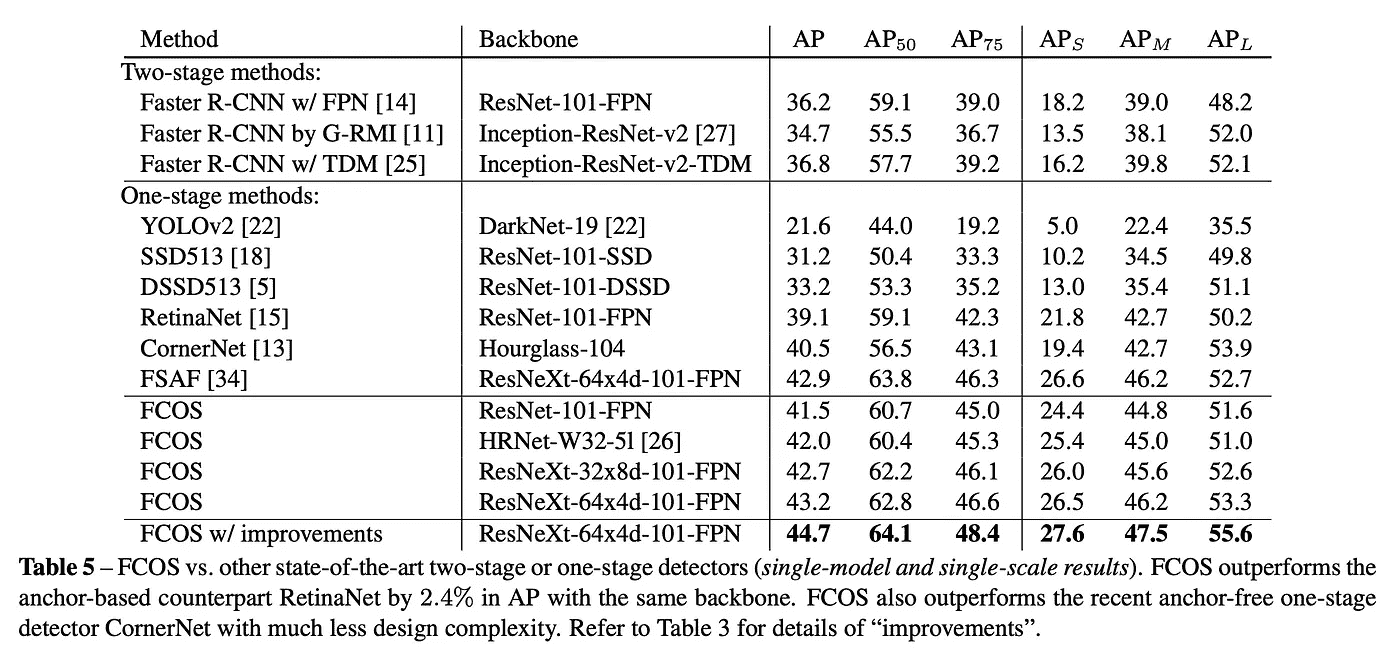 Method Backbone AP AP50 AP75 APS APM APL
Two-stage methods:
Faster R-CNN w/ FPN [14] ResNet-101-FPN 36.2 59.1 39.0 18.2 39.0 48.2
Faster R-CNN by G-RMI [11] Inception-ResNet-v2 [27] 34.7 55.5 36.7 13.5 38.1 52.0
Faster R-CNN w/ TDM [25] Inception-ResNet-v2-TDM 36.8 57.7 39.2 16.2 39.8 52.1
One-stage methods:
YOLOv2 [22] DarkNet-19 [22] 21.6 44.0 19.2 5.0 22.4 35.5
SSD513 [18] ResNet-101-SSD 31.2 50.4 33.3 10.2 34.5 49.8
DSSD513 [5] ResNet-101-DSSD 33.2 53.3 35.2 13.0 35.4 51.1
RetinaNet [15] ResNet-101-FPN 39.1 59.1 42.3 21.8 42.7 50.2
CornerNet [13] Hourglass-104 40.5 56.5 43.1 19.4 42.7 53.9
FSAF [34] ResNeXt-64x4d-101-FPN 42.9 63.8 46.3 26.6 46.2 52.7
FCOS ResNet-101-FPN 41.5 60.7 45.0 24.4 44.8 51.6
FCOS HRNet-W32-5l [26] 42.0 60.4 45.3 25.4 45.0 51.0
FCOS ResNeXt-32x8d-101-FPN 42.7 62.2 46.1 26.0 45.6 52.6
FCOS ResNeXt-64x4d-101-FPN 43.2 62.8 46.6 26.5 46.2 53.3
FCOS w/ improvements ResNeXt-64x4d-101-FPN 44.7 64.1 48.4 27.6 47.5 55.6
Table 5 – FCOS vs. other state-of-the-art two-stage or one-stage detectors (single-model and single-scale results). FCOS outperforms the
anchor-based counterpart RetinaNet by 2.4% in AP with the same backbone. FCOS also outperforms the recent anchor-free one-stage
detector CornerNet with much less design complexity. Refer to Table 3 for details of “improvements”.